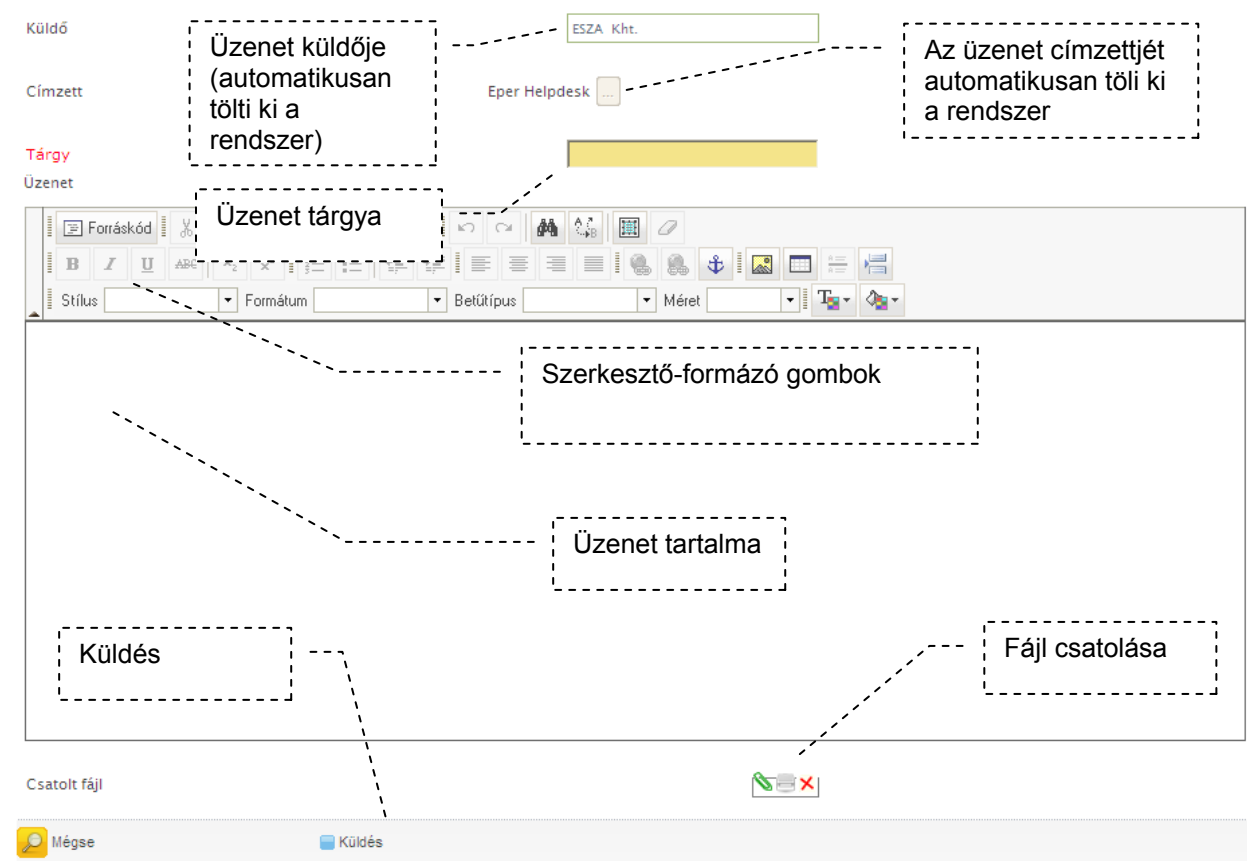 Küldő
Üzenet küldője
(automatikusan
tölti ki a
rendszer)
ESZA Kht.
Az üzenet címzettjét
automatikusan töli ki
a rendszer
Címzett
Eper Helpdesk ...
Tárgy
Üzenet
Üzenet tárgya
Forráskód
B I U ABC
Stílus Formátum Betűtípus Méret
Szerkesztő-formázó gombok
Üzenet tartalma
Küldés
Fájl csatolása
Csatolt fájl
Mégse Küldés